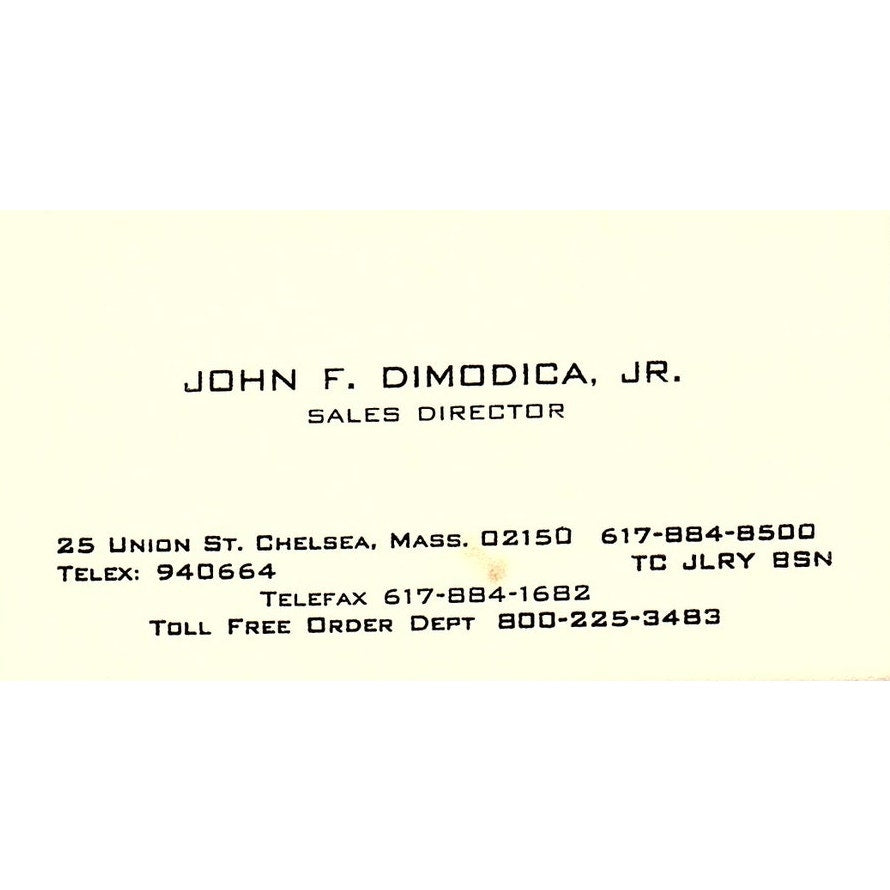 JOHN F. DIMODICA, JR.
SALES DIRECTOR
25 UNION ST. CHELSEA, MASS. 02150 617-884-8500
TELEX: 940664 TC JLRY BSN
TELEFAX 617-884-1682
TOLL FREE ORDER DEPT 800-225-3483